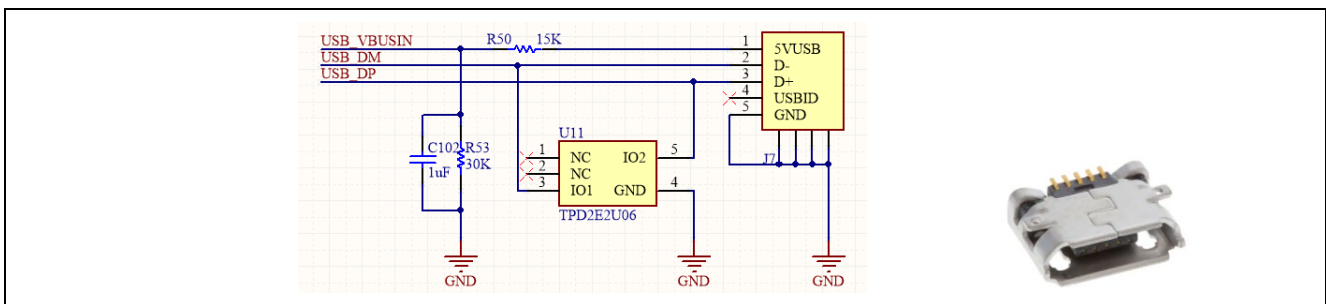 USB_VBUSIN
R50
15K
1
5VUSB
USB_DM
2
D-
USB_DP
3
D+
4
USBID
5
GND
J7
C102
1uF
R53
30K
U11
1
NC
IO2
5
2
NC
3
IO1
GND
4
TPD2E2U06
GND
GND
GND